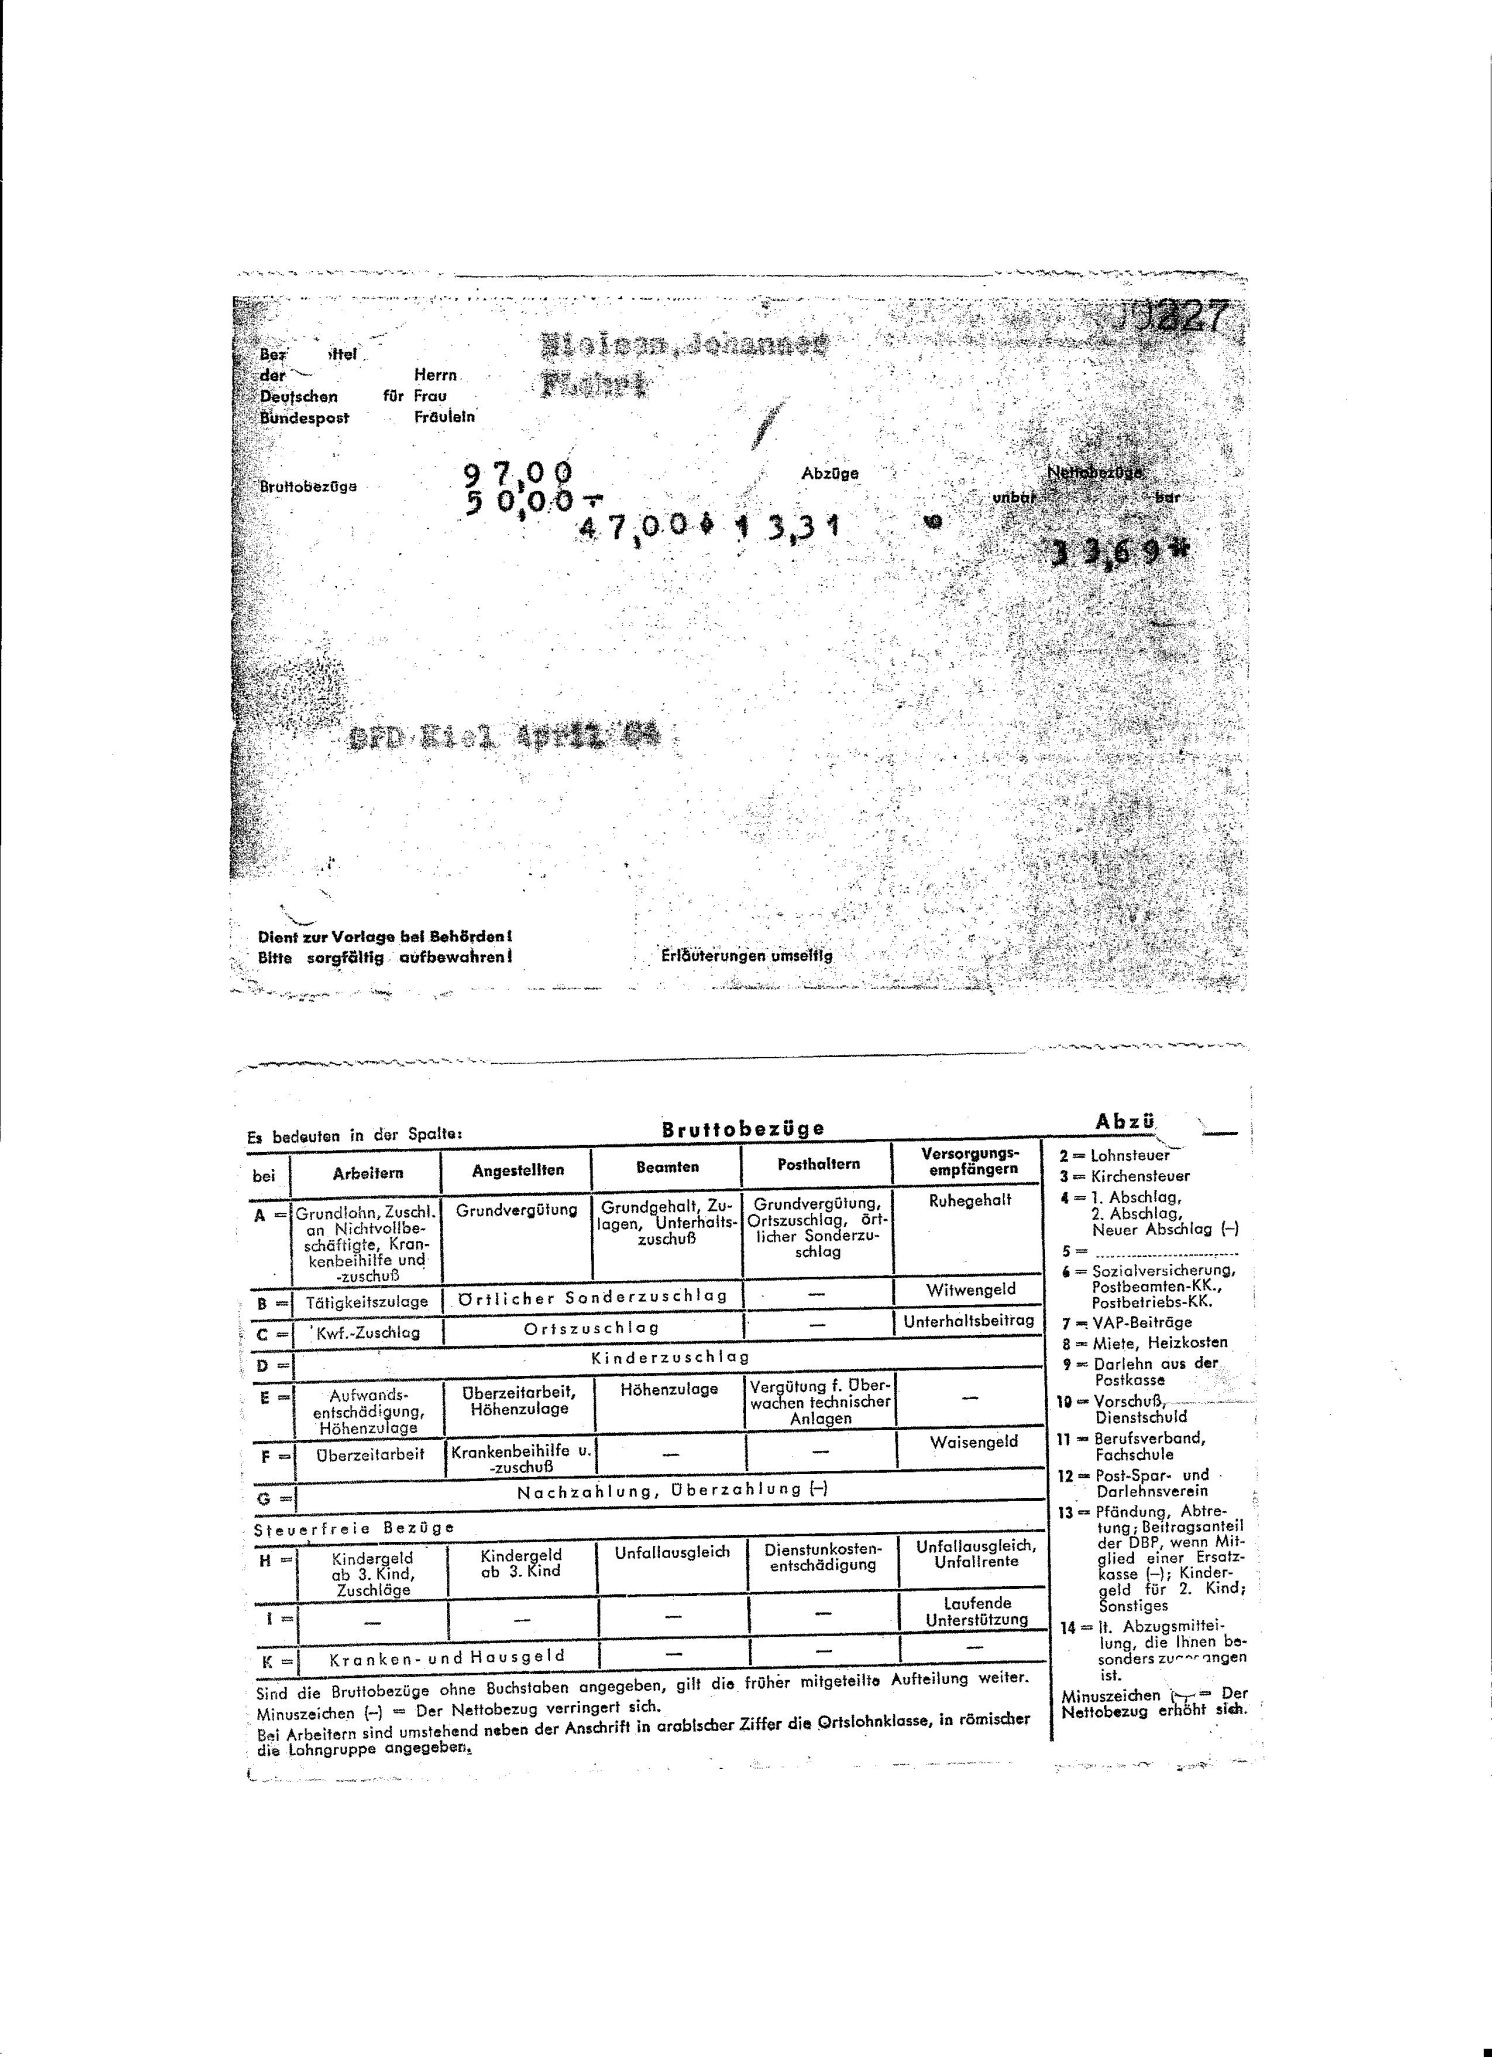 227
Nielsen, Johannes
der
Herrn
Deutschen für Frau
Bundespost Fräulein
97,00
Abzüge
Nettobezüge
Bruttobezüge
50,00-
unbar bar
47,00 13,31 6
33,69*
OPD Kiel April 64
Dient zur Vorlage bei Behörden!
Bitte sorgfältig aufbewahren!
Erläuterungen umseitig
Es bedeuten in der Spalte:
Bruttobezüge
bei Arbeitern Angestellten Beamten Posthaltern Versorgungs-
empfängern
A = Grundlohn, Zuschl.
an Nichtvollbe-
schäftigte, Kran-
kenbeihilfe und
-zuschuß
Grundvergütung
Grundgehalt, Zu-
lagen, Unterhalts-
zuschuß
Grundvergütung,
Ortszuschlag, ört-
licher Sonderzu-
schlag
Ruhegehalt
B = Tätigkeitszulage Örtlicher Sonderzuschlag — Witwengeld
C = Kwf.-Zuschlag Ortszuschlag — Unterhaltsbeitrag
D = Kinderzuschlag
E = Aufwands-
entschädigung,
Höhenzulage
Überzeitarbeit,
Höhenzulage
Höhenzulage
Vergütung f. Über-
wachen technischer
Anlagen
—
F = Überzeitarbeit
Krankenbeihilfe u.
-zuschuß
— — Waisengeld
G = Nachzahlung, Überzahlung (–)
Steuerfreie Bezüge
H = Kindergeld
ab 3. Kind,
Zuschläge
Kindergeld
ab 3. Kind
Unfallausgleich
Dienstunkosten-
entschädigung
Unfallausgleich,
Unfallrente
I = — — — — Laufende
Unterstützung
K = Kranken- und Hausgeld — — —
Sind die Bruttobezüge ohne Buchstaben angegeben, gilt die früher mitgeteilte Aufteilung weiter.
Minuszeichen (–) = Der Nettobezug verringert sich.
Bei Arbeitern sind umstehend neben der Anschrift in arabischer Ziffer die Ortslohnklasse, in römischer
die Lohngruppe angegeben.
Abzü
2 = Lohnsteuer
3 = Kirchensteuer
4 = 1. Abschlag,
2. Abschlag,
Neuer Abschlag (–)
5 = ............................
6 = Sozialversicherung,
Postbeamten-KK.,
Postbetriebs-KK.
7 = VAP-Beiträge
8 = Miete, Heizkosten
9 = Darlehn aus der
Postkasse
10 = Vorschuß,
Dienstschuld
11 = Berufsverband,
Fachschule
12 = Post-Spar- und
Darlehnsverein
13 = Pfändung, Abtre-
tung; Beitragsanteil
der DBP, wenn Mit-
glied einer Ersatz-
kasse (–); Kinder-
geld für 2. Kind;
Sonstiges
14 = lt. Abzugsmittei-
lung, die Ihnen be-
sonders
ist.
Minuszeichen = Der
Nettobezug erhöht sich.